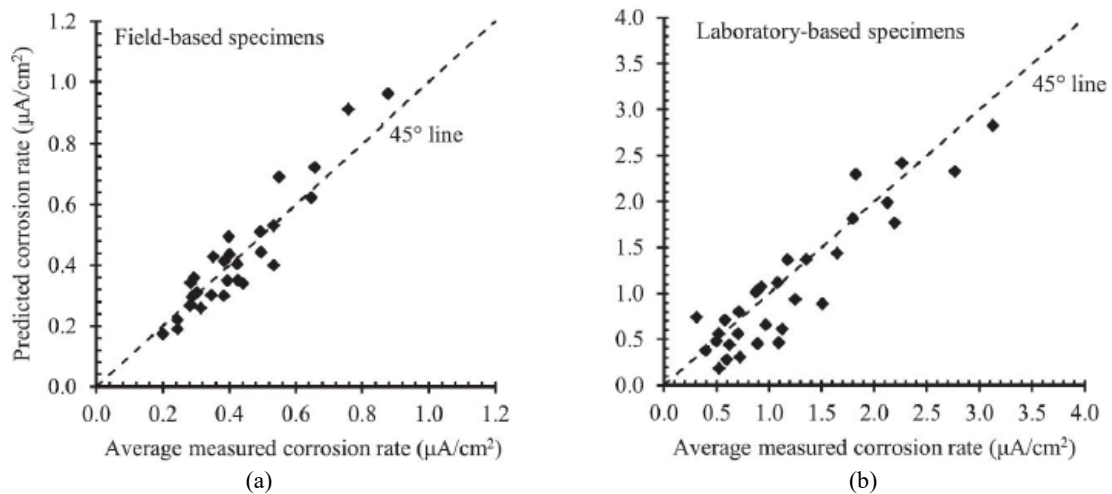 Field-based specimens
45° line
Predicted corrosion rate (μA/cm²)
1.2
1.0
0.8
0.6
0.4
0.2
0.0
0.0 0.2 0.4 0.6 0.8 1.0 1.2
Average measured corrosion rate (μA/cm²)
(a)
Laboratory-based specimens
45° line
4.0
3.5
3.0
2.5
2.0
1.5
1.0
0.5
0.0
0.0 0.5 1.0 1.5 2.0 2.5 3.0 3.5 4.0
Average measured corrosion rate (μA/cm²)
(b)